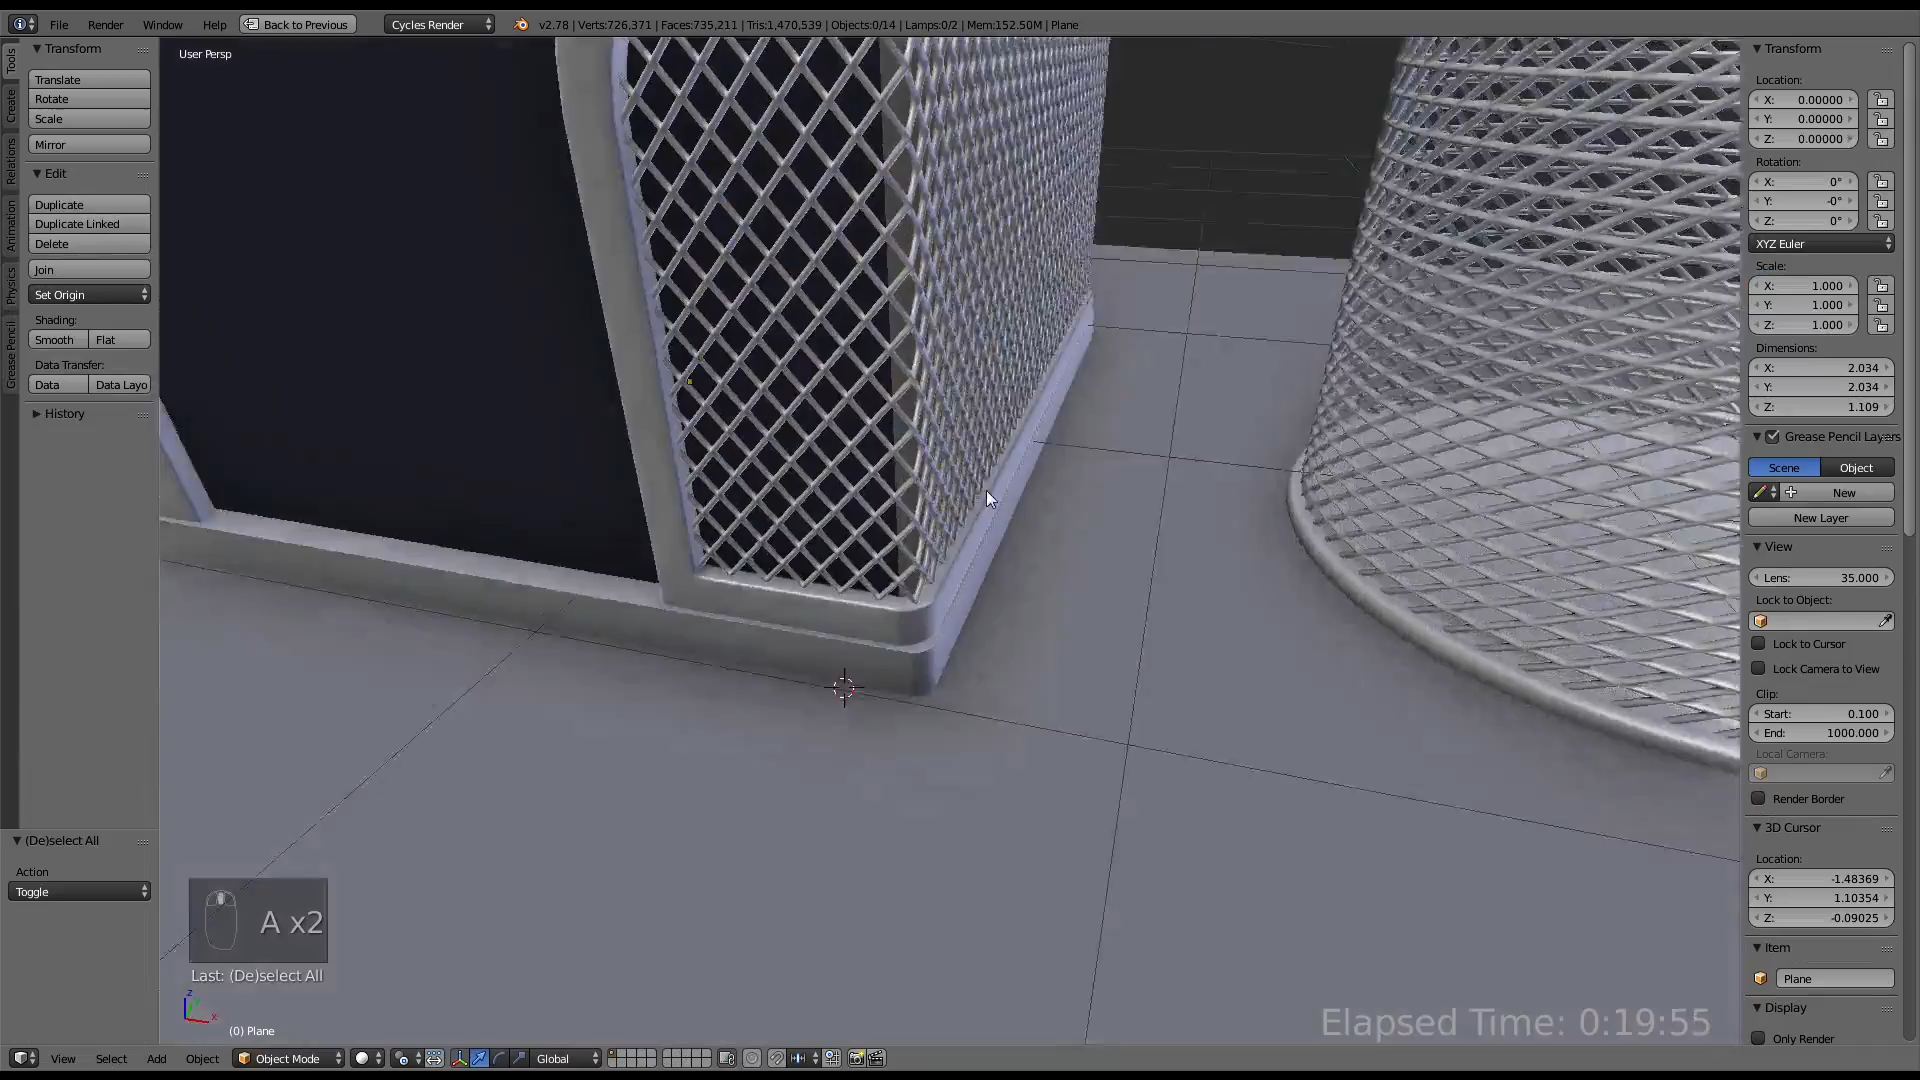 File Render Window Help Back to Previous Cycles Render v2.78 | Verts:726,371 | Faces:735,211 | Tris:1,470,539 | Objects:0/14 | Lamps:0/2 | Mem:152.50M | Plane
Tools
Create
Relations
Animation
Physics
Grease Pencil
Transform
Translate
Rotate
Scale
Mirror
Edit
Duplicate
Duplicate Linked
Delete
Join
Set Origin
Shading:
Smooth Flat
Data Transfer:
Data Data Layo
History
(De)select All
Action
Toggle
User Persp
A x2
Last: (De)select All
z
y
x
(0) Plane
Elapsed Time: 0:19:55
Transform
Location:
X: 0.00000
Y: 0.00000
Z: 0.00000
Rotation:
X: 0°
Y: -0°
Z: 0°
XYZ Euler
Scale:
X: 1.000
Y: 1.000
Z: 1.000
Dimensions:
X: 2.034
Y: 2.034
Z: 1.109
Grease Pencil Layers
Scene Object
New
New Layer
View
Lens: 35.000
Lock to Object:
Lock to Cursor
Lock Camera to View
Clip:
Start: 0.100
End: 1000.000
Local Camera:
Render Border
3D Cursor
Location:
X: -1.48369
Y: 1.10354
Z: -0.09025
Item
Plane
Display
Only Render
View Select Add Object Object Mode Global